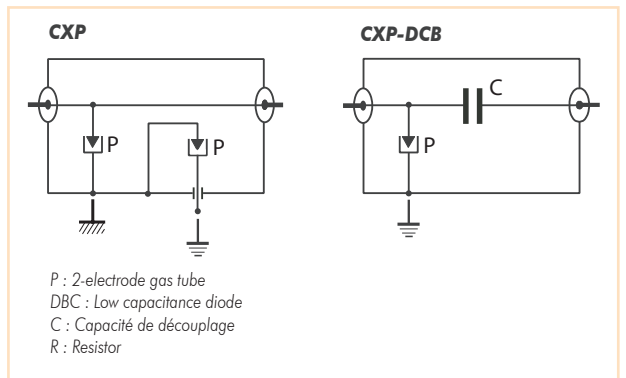 CXP
CXP-DCB
C
P
P
P
P : 2-electrode gas tube
DBC : Low capacitance diode
C : Capacité de découplage
R : Resistor